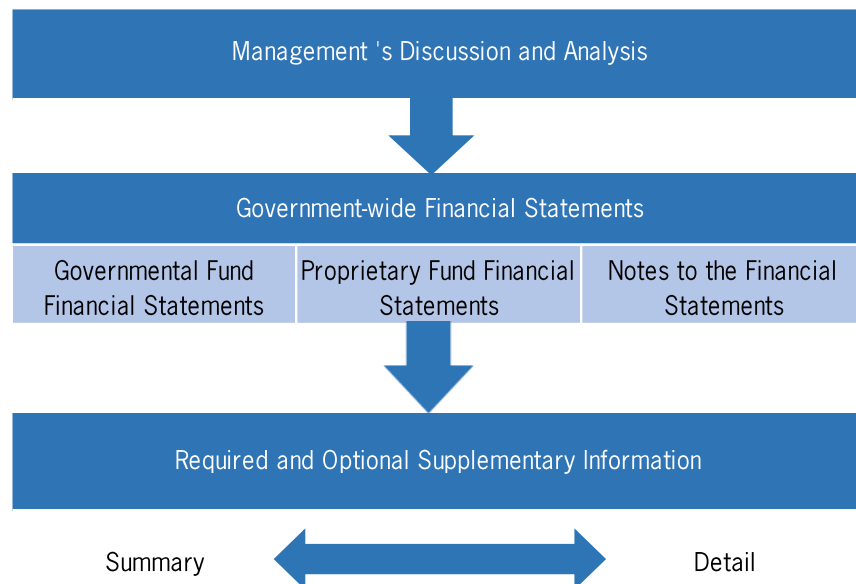 Management 's Discussion and Analysis
Government-wide Financial Statements
Governmental Fund
Financial Statements
Proprietary Fund Financial
Statements
Notes to the Financial
Statements
Required and Optional Supplementary Information
Summary
Detail